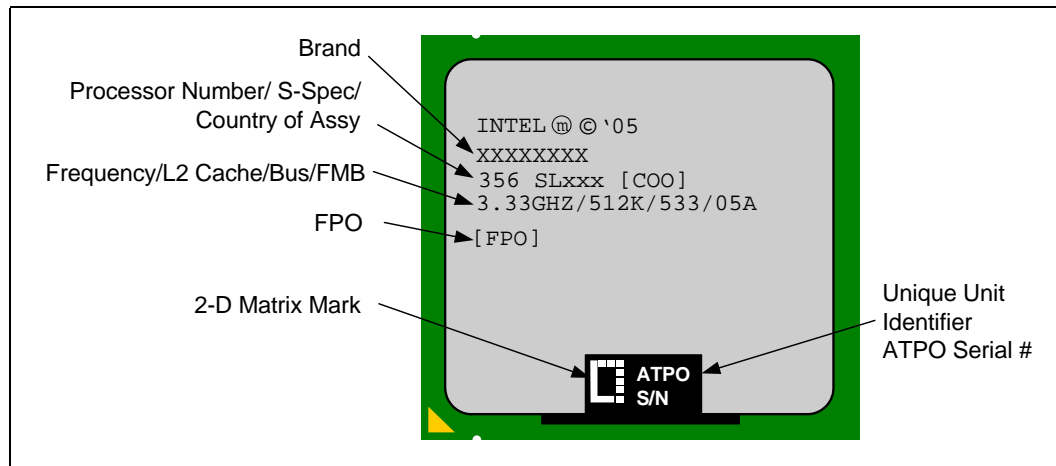 Brand
Processor Number/ S-Spec/
Country of Assy
Frequency/L2 Cache/Bus/FMB
FPO
2-D Matrix Mark
INTEL ⓜ © ‘05
XXXXXXXX
356 SLxxx [COO]
3.33GHZ/512K/533/05A
[FPO]
ATPO
S/N
Unique Unit
Identifier
ATPO Serial #